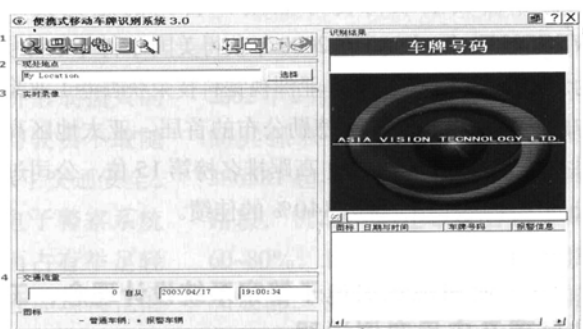 便携式移动车牌识别系统 3.0
1
2
现处地点
My Location
选择
3
实时录像
4
交通流量
0 自从 2003/04/17 19:00:34
图标
- 普通车辆; * 报警车辆
识别结果
车牌号码
ASIA VISION TECNNOLOGY LTD.
图标 日期与时间 车牌号码 报警信息